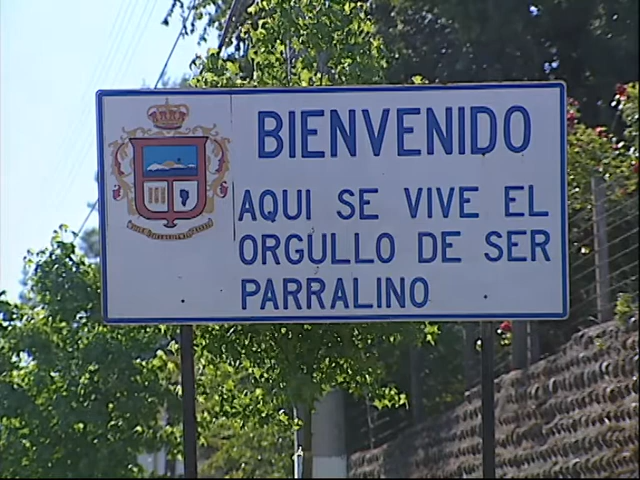 BIENVENIDO
AQUI SE VIVE EL
ORGULLO DE SER
PARRALINO